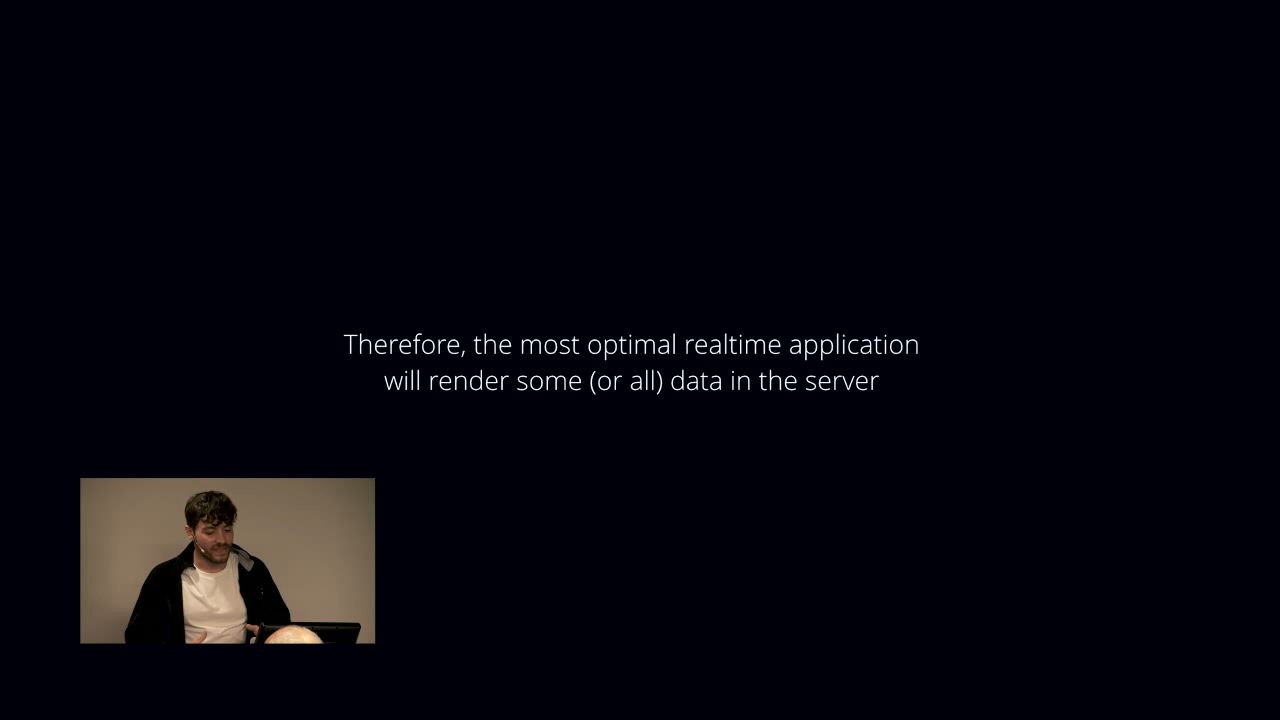 Therefore, the most optimal realtime application
will render some (or all) data in the server